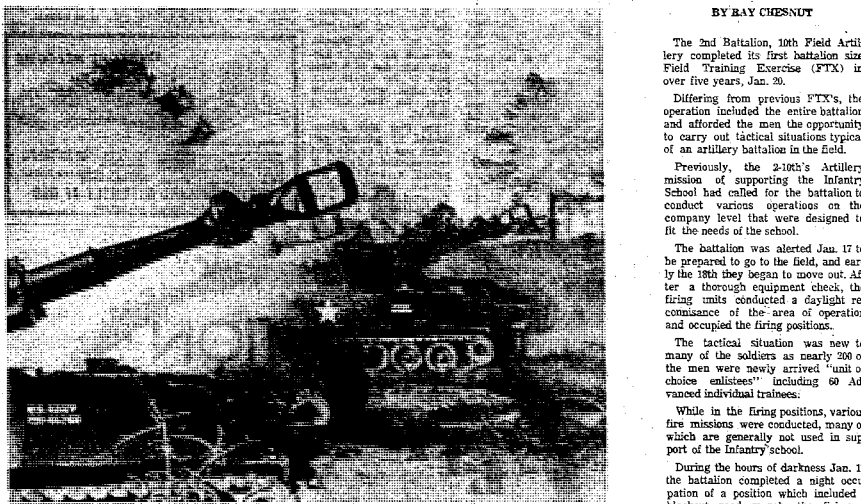 BY RAY CHESNUT
The 2nd Battalion, 10th Field Artil
lery completed its first battalion size
Field Training Exercise (FTX) in
over five years, Jan. 20.
Differing from previous FTX's, the
operation included the entire battalion
and afforded the men the opportunity
to carry out tactical situations typica
of an artillery battalion in the field.
Previously, the 2-10th's Artillery
mission of supporting the Infantry
School had called for the battalion to
conduct various operations on the
company level that were designed to
fit the needs of the school.
The battalion was alerted Jan. 17 to
be prepared to go to the field, and ear
ly the 18th they began to move out. Af
ter a thorough equipment check, the
firing units conducted a daylight re
connisance of the area of operation
and occupied the firing positions.
The tactical situation was new to
many of the soldiers as nearly 200 o
the men were newly arrived "unit o
choice enlistees" including 60 Ad
vanced individual trainees.
While in the firing positions, variou
fire missions were conducted, many o
which are generally not used in sup
port of the Infantry school.
During the hours of darkness Jan. 1
the battalion completed a night occu
pation of a position which included